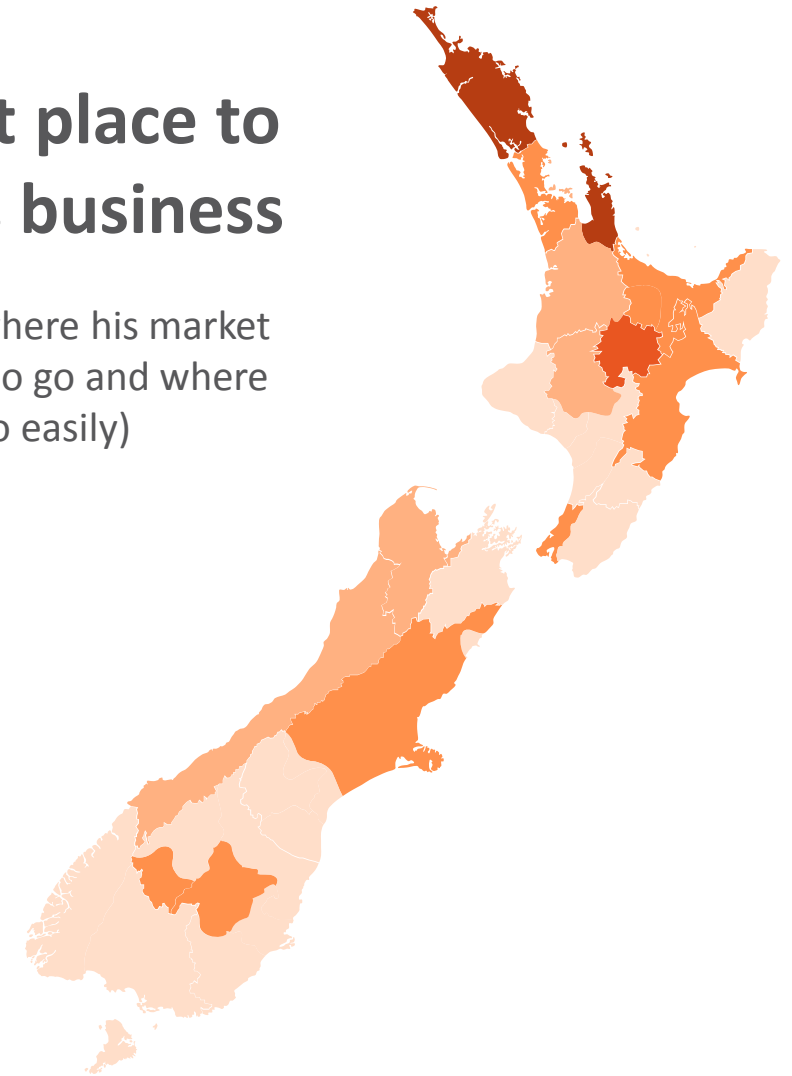 t place to
business
here his market
o go and where
o easily)